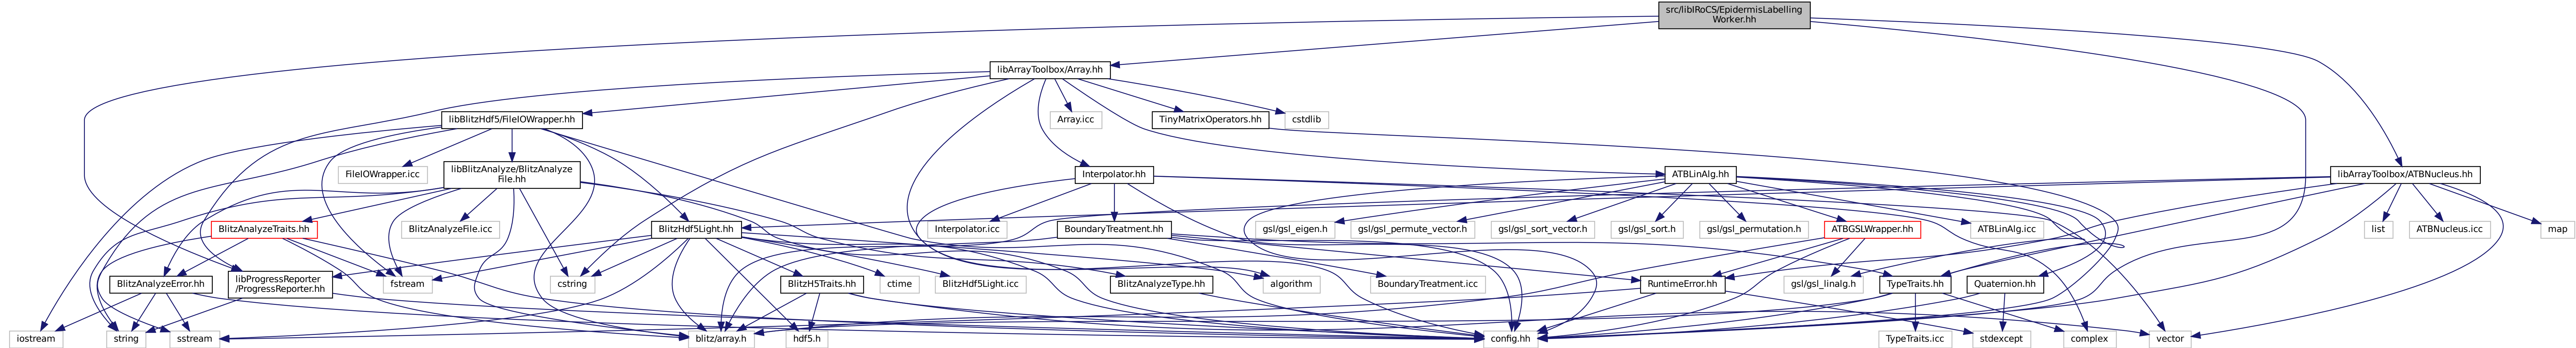 src/libIRoCS/EpidermisLabelling
Worker.hh
libArrayToolbox/Array.hh
libBlitzHdf5/FileIOWrapper.hh
Array.icc
TinyMatrixOperators.hh
cstdlib
FileIOWrapper.icc
libBlitzAnalyze/BlitzAnalyze
File.hh
Interpolator.hh
ATBLinAlg.hh
libArrayToolbox/ATBNucleus.hh
BlitzAnalyzeTraits.hh
BlitzAnalyzeFile.icc
BlitzHdf5Light.hh
Interpolator.icc
BoundaryTreatment.hh
gsl/gsl_eigen.h
gsl/gsl_permute_vector.h
gsl/gsl_sort_vector.h
gsl/gsl_sort.h
gsl/gsl_permutation.h
ATBGSLWrapper.hh
ATBLinAlg.icc
list
ATBNucleus.icc
map
BlitzAnalyzeError.hh
libProgressReporter
/ProgressReporter.hh
fstream
cstring
BlitzH5Traits.hh
ctime
BlitzHdf5Light.icc
BlitzAnalyzeType.hh
algorithm
BoundaryTreatment.icc
RuntimeError.hh
gsl/gsl_linalg.h
TypeTraits.hh
Quaternion.hh
iostream
string
sstream
blitz/array.h
hdf5.h
config.hh
TypeTraits.icc
stdexcept
complex
vector